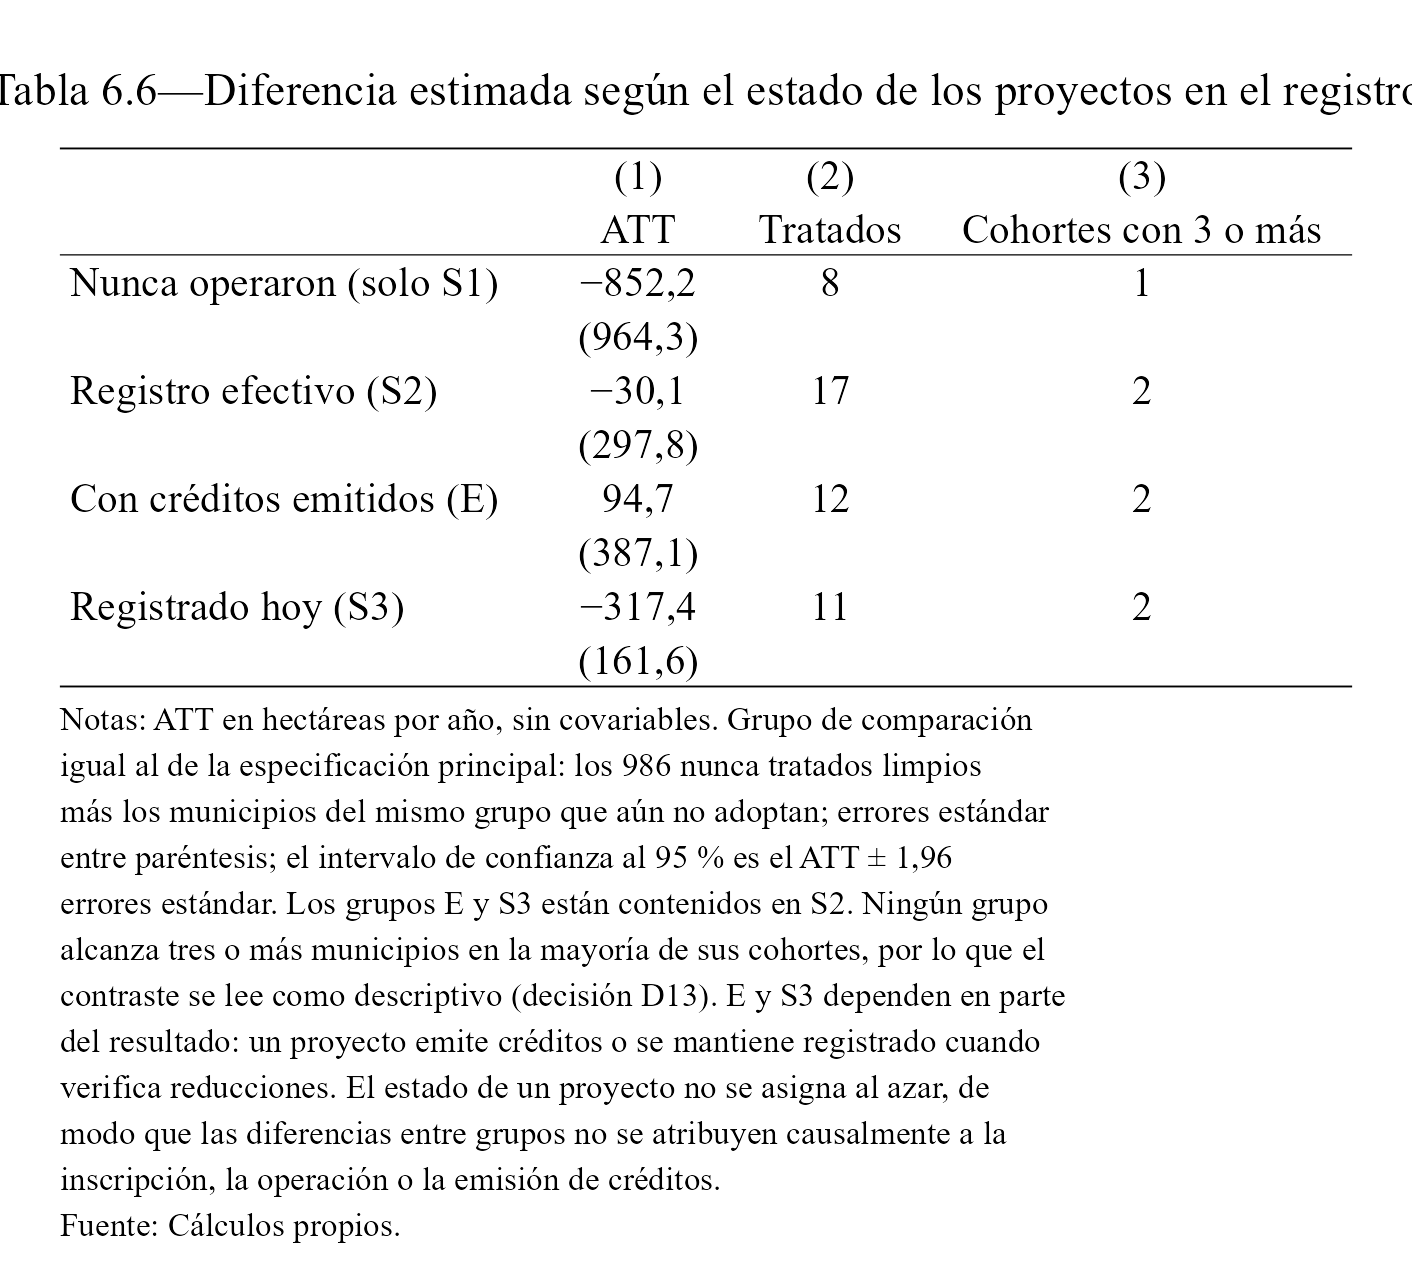 Tabla 6.6—Diferencia estimada según el estado de los proyectos en el registro
(1) (2) (3)
ATT Tratados Cohortes con 3 o más
Nunca operaron (solo S1) −852,2 8 1
(964,3)
Registro efectivo (S2) −30,1 17 2
(297,8)
Con créditos emitidos (E) 94,7 12 2
(387,1)
Registrado hoy (S3) −317,4 11 2
(161,6)
Notas: ATT en hectáreas por año, sin covariables. Grupo de comparación
igual al de la especificación principal: los 986 nunca tratados limpios
más los municipios del mismo grupo que aún no adoptan; errores estándar
entre paréntesis; el intervalo de confianza al 95 % es el ATT ± 1,96
errores estándar. Los grupos E y S3 están contenidos en S2. Ningún grupo
alcanza tres o más municipios en la mayoría de sus cohortes, por lo que el
contraste se lee como descriptivo (decisión D13). E y S3 dependen en parte
del resultado: un proyecto emite créditos o se mantiene registrado cuando
verifica reducciones. El estado de un proyecto no se asigna al azar, de
modo que las diferencias entre grupos no se atribuyen causalmente a la
inscripción, la operación o la emisión de créditos.
Fuente: Cálculos propios.